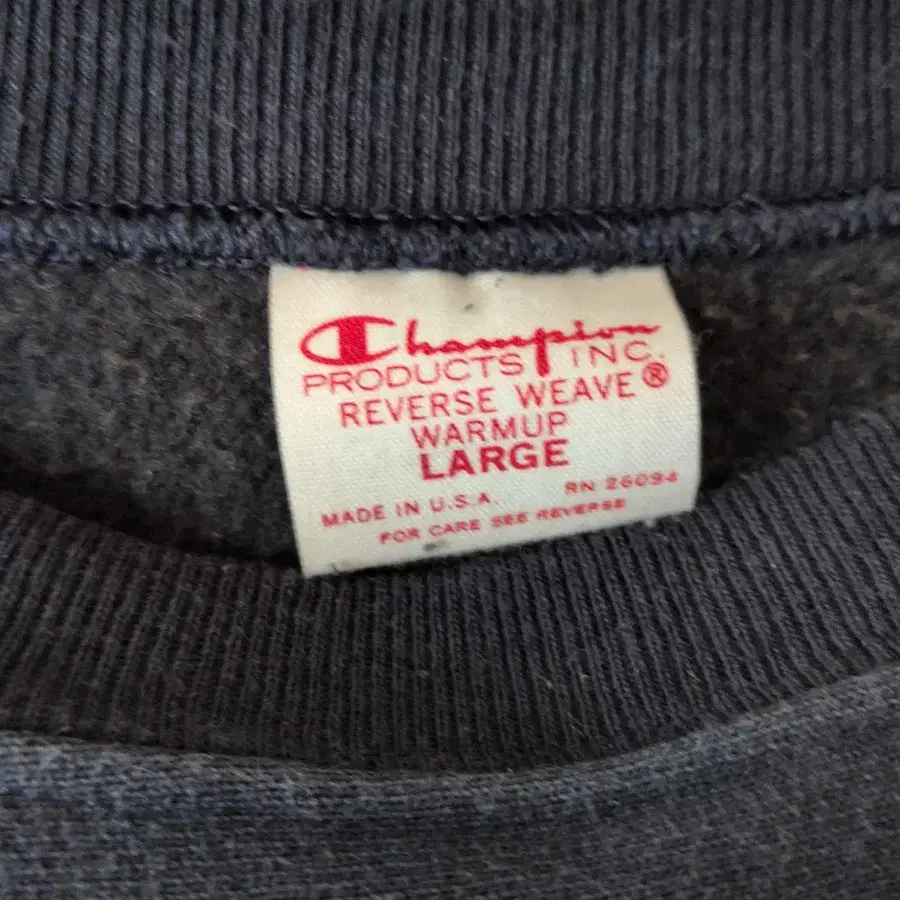 Champion
PRODUCTS INC.
REVERSE WEAVE®
WARMUP
LARGE
MADE IN U.S.A. RN 26094
FOR CARE SEE REVERSE